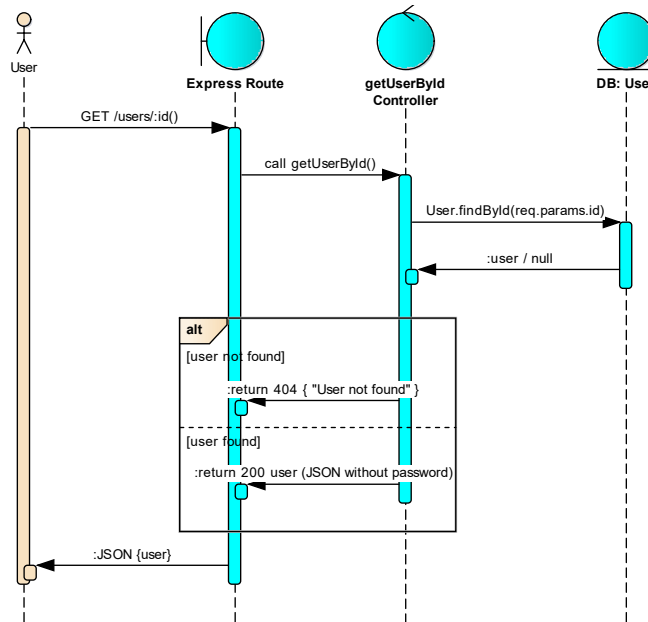 User
Express Route
getUserById
Controller
DB: User
GET /users/:id()
call getUserById()
User.findById(req.params.id)
:user / null
alt
[user not found]
:return 404 { "User not found" }
[user found]
:return 200 user (JSON without password)
:JSON {user}